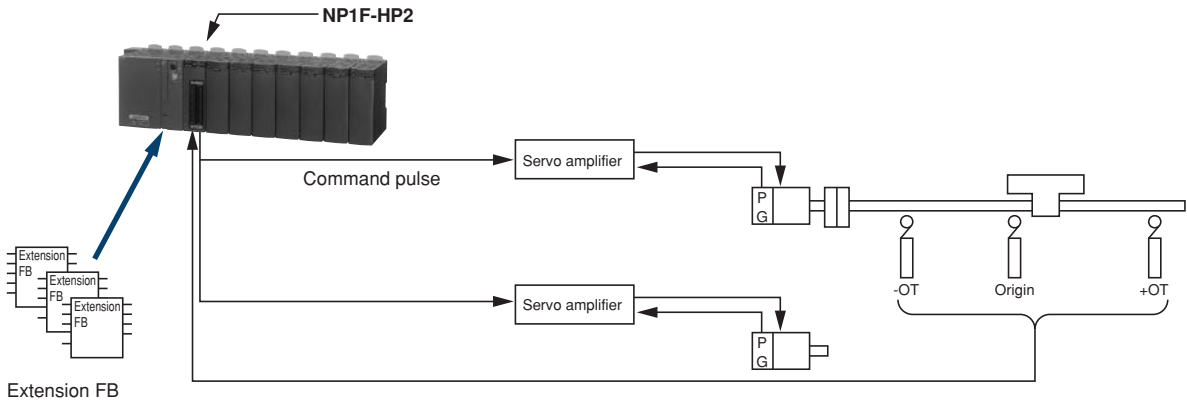 NP1F-HP2
Servo amplifier
Command pulse
P
G
Extension
FB
Extension
FB
Extension
FB
-OT
Origin
+OT
Servo amplifier
P
G
Extension FB